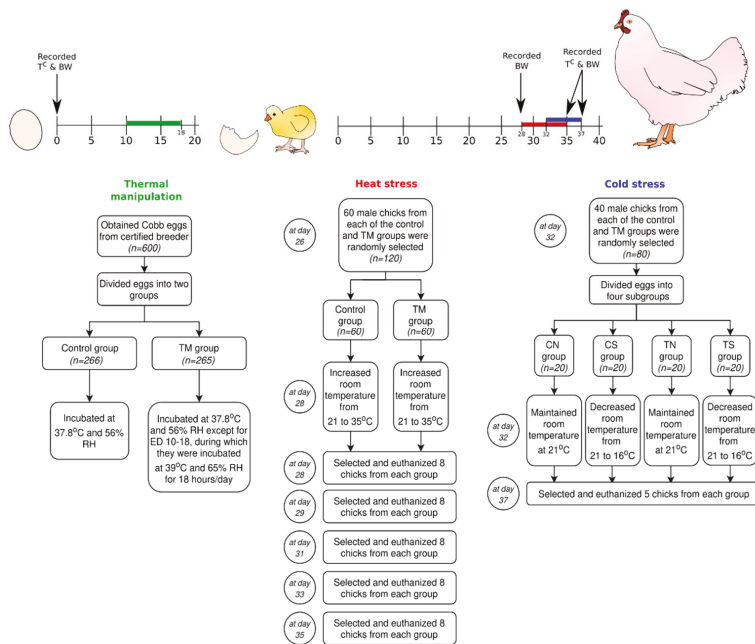 Recorded
Tᶜ & BW
Recorded
BW
Recorded
Tᶜ & BW
0 5 10 15 18 20
0 5 10 15 20 25 28 30 32 35 37 40
Thermal
manipulation
Obtained Cobb eggs
from certified breeder
(n=600)
Divided eggs into two
groups
Control group
(n=266)
TM group
(n=265)
Incubated at
37.8⁰C and 56%
RH
Incubated at 37.8⁰C
and 56% RH except for
ED 10-18, during which
they were incubated
at 39⁰C and 65% RH
for 18 hours/day
Heat stress
at day
26
60 male chicks from
each of the control
and TM groups were
randomly selected
(n=120)
Control
group
(n=60)
TM
group
(n=60)
at day
28
Increased
room
temperature
from
21 to 35⁰C
Increased
room
temperature
from
21 to 35⁰C
at day
28
Selected and euthanized 8
chicks from each group
at day
29
Selected and euthanized 8
chicks from each group
at day
31
Selected and euthanized 8
chicks from each group
at day
33
Selected and euthanized 8
chicks from each group
at day
35
Selected and euthanized 8
chicks from each group
Cold stress
at day
32
40 male chicks from
each of the control
and TM groups were
randomly selected
(n=80)
Divided eggs into
four subgroups
CN
group
(n=20)
CS
group
(n=20)
TN
group
(n=20)
TS
group
(n=20)
at day
32
Maintained
room
temperature
at 21⁰C
Decreased
room
temperature
from
21 to 16⁰C
Maintained
room
temperature
at 21⁰C
Decreased
room
temperature
from
21 to 16⁰C
at day
37
Selected and euthanized 5 chicks from each group